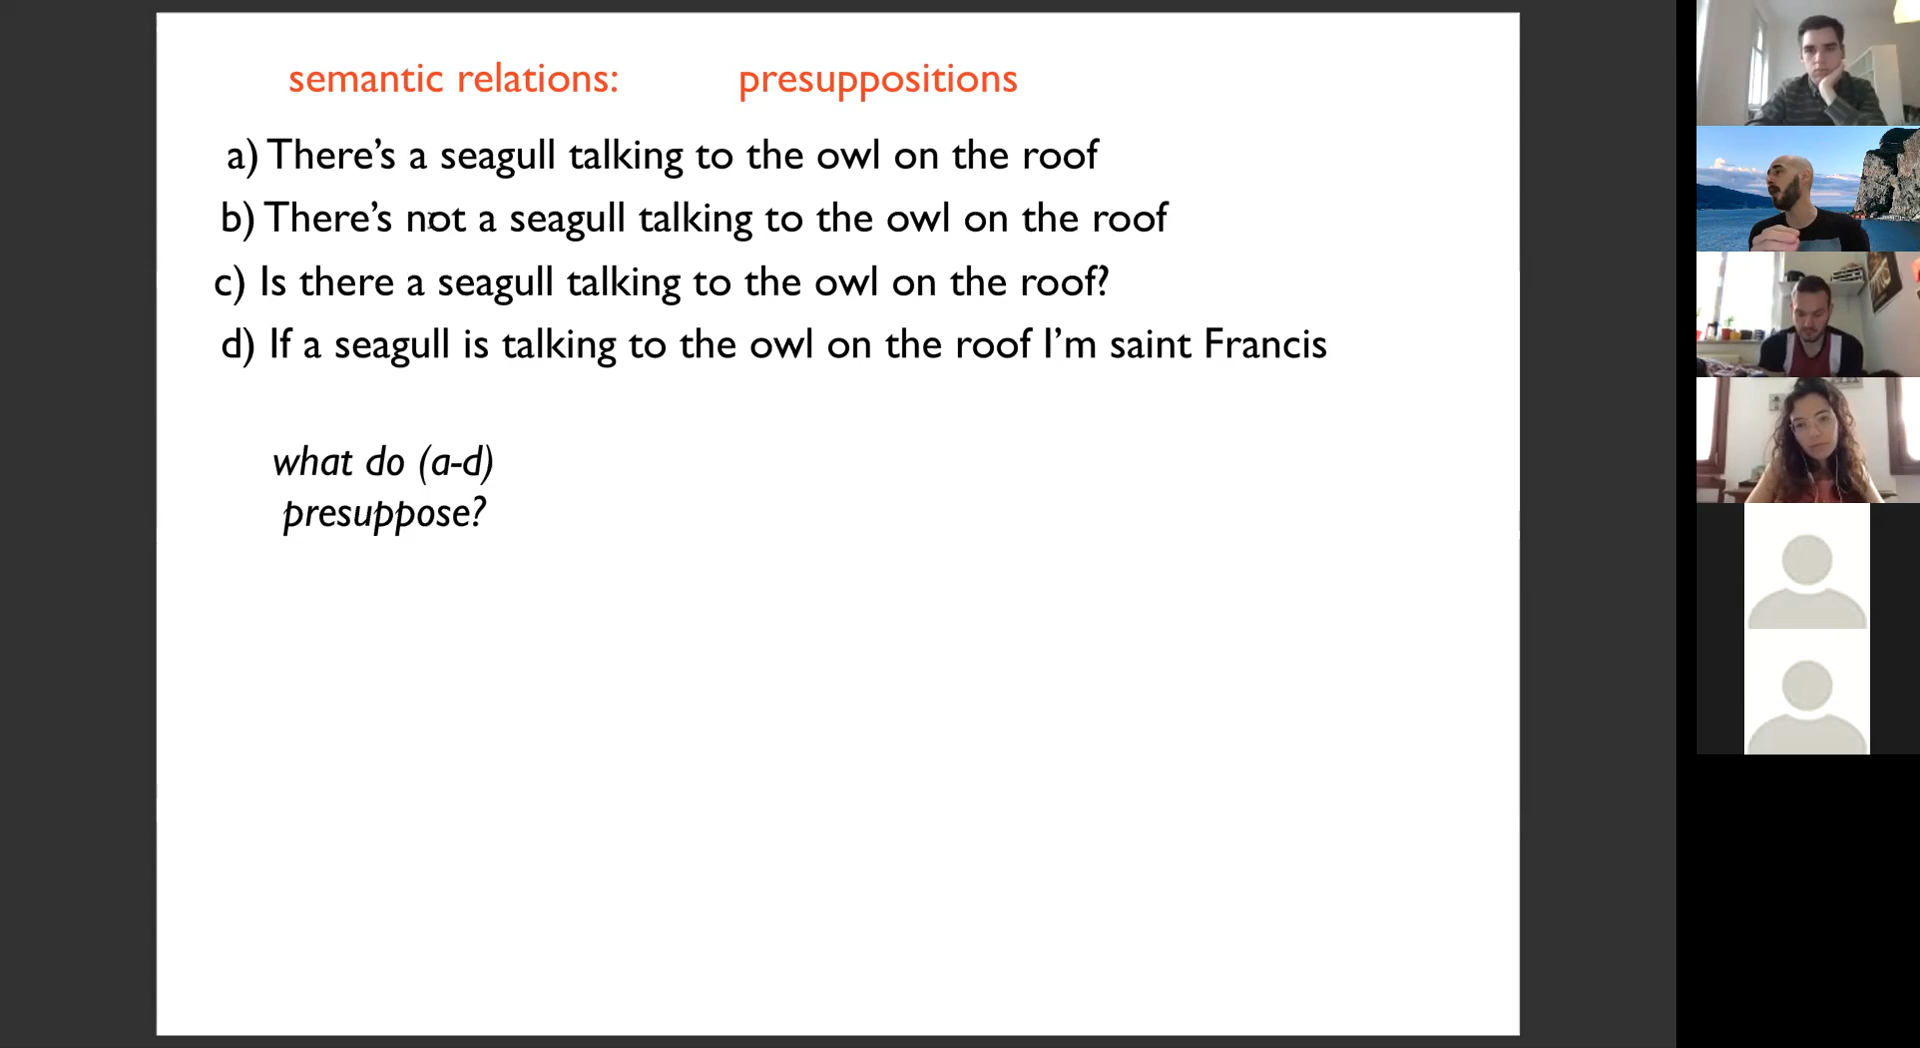 semantic relations: presuppositions
a) There’s a seagull talking to the owl on the roof
b) There’s not a seagull talking to the owl on the roof
c) Is there a seagull talking to the owl on the roof?
d) If a seagull is talking to the owl on the roof I’m saint Francis
what do (a-d)
presuppose?